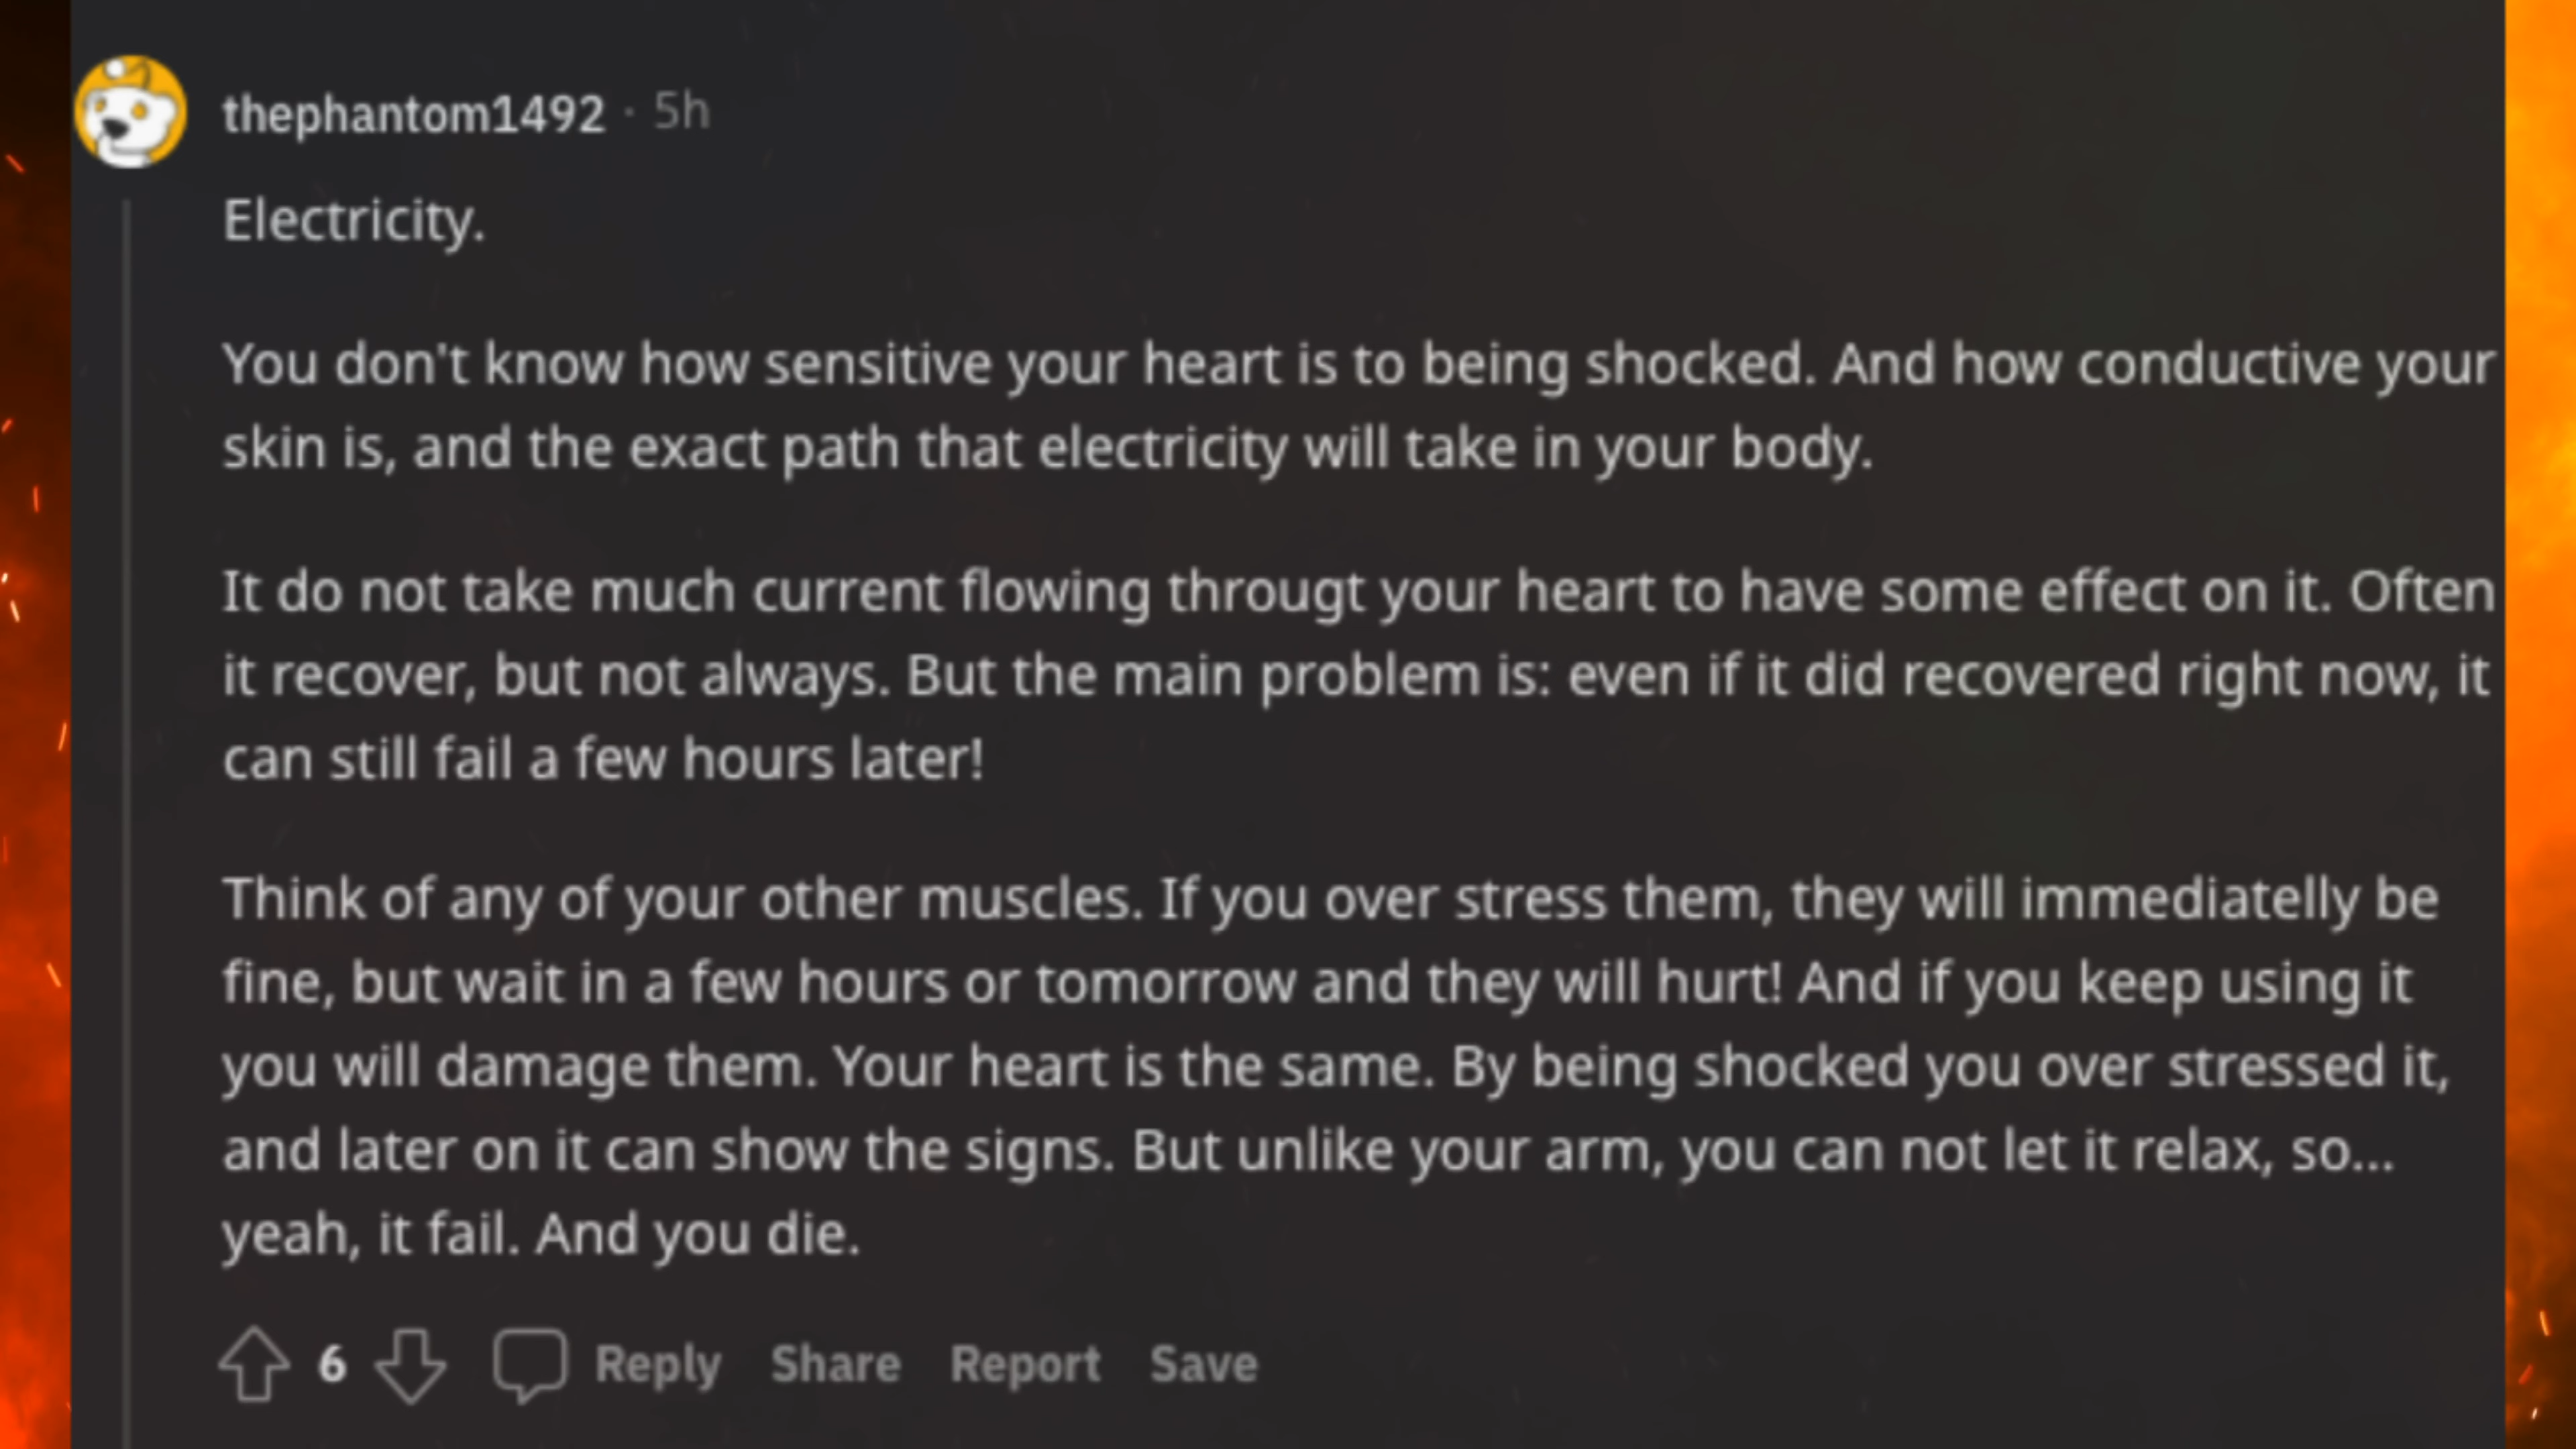 thephantom1492 · 5h
Electricity.
You don't know how sensitive your heart is to being shocked. And how conductive your
skin is, and the exact path that electricity will take in your body.
It do not take much current flowing througt your heart to have some effect on it. Often
it recover, but not always. But the main problem is: even if it did recovered right now, it
can still fail a few hours later!
Think of any of your other muscles. If you over stress them, they will immediatelly be
fine, but wait in a few hours or tomorrow and they will hurt! And if you keep using it
you will damage them. Your heart is the same. By being shocked you over stressed it,
and later on it can show the signs. But unlike your arm, you can not let it relax, so...
yeah, it fail. And you die.
6 Reply Share Report Save